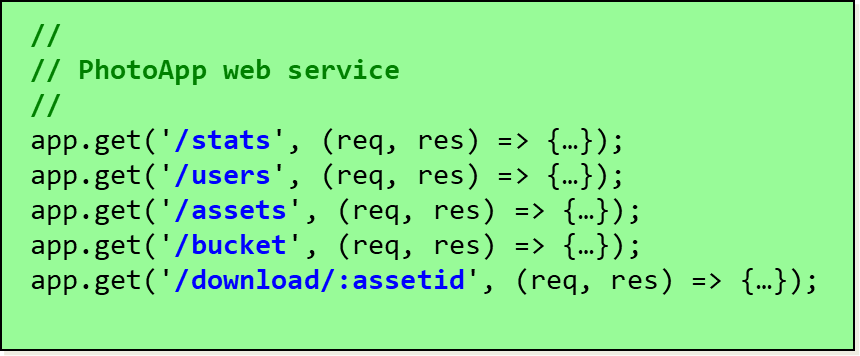 //
// PhotoApp web service
//
app.get('/stats', (req, res) => {…});
app.get('/users', (req, res) => {…});
app.get('/assets', (req, res) => {…});
app.get('/bucket', (req, res) => {…});
app.get('/download/:assetid', (req, res) => {…});